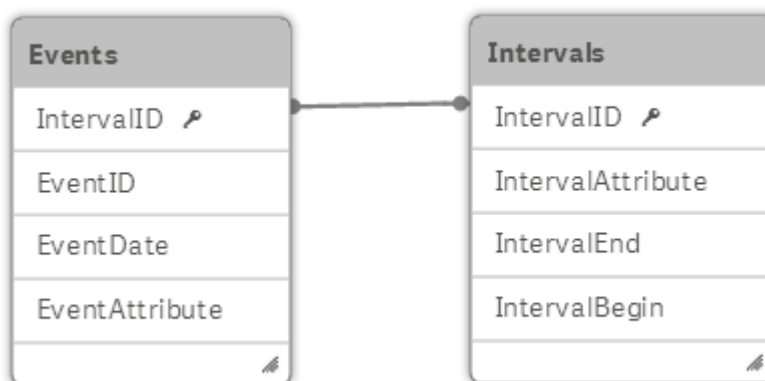 Events
IntervalID
EventID
EventDate
EventAttribute
Intervals
IntervalID
IntervalAttribute
IntervalEnd
IntervalBegin